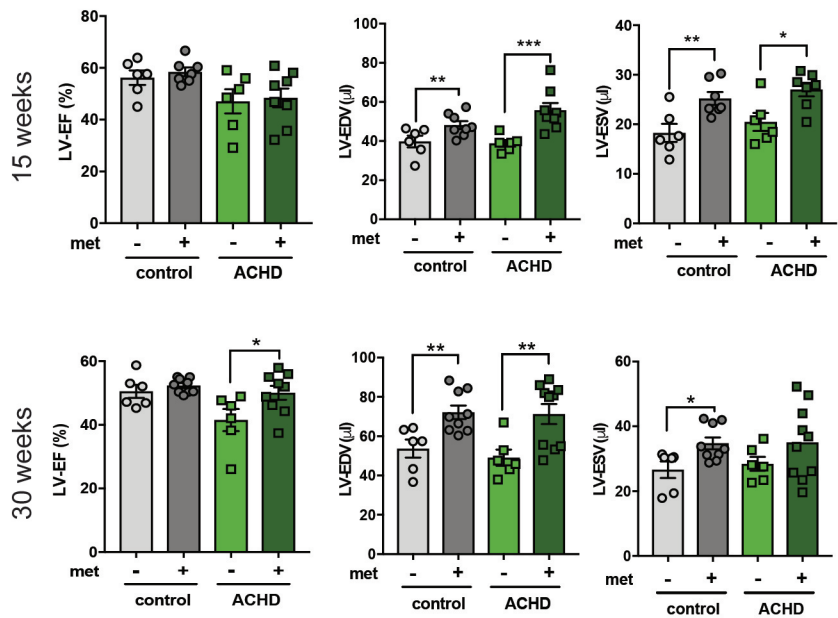 15 weeks
LV-EF (%)
80
60
40
20
0
met - + - +
control ACHD
LV-EDV(µl)
100
80
60
40
20
0
** ***
- + - +
control ACHD
LV-ESV(µl)
40
30
20
10
0
** *
- + - +
control ACHD
30 weeks
LV-EF (%)
60
40
20
0
*
met - + - +
control ACHD
LV-EDV(µl)
100
80
60
40
20
0
** **
met - + - +
control ACHD
LV-ESV(µl)
60
40
20
0
*
met - + - +
control ACHD